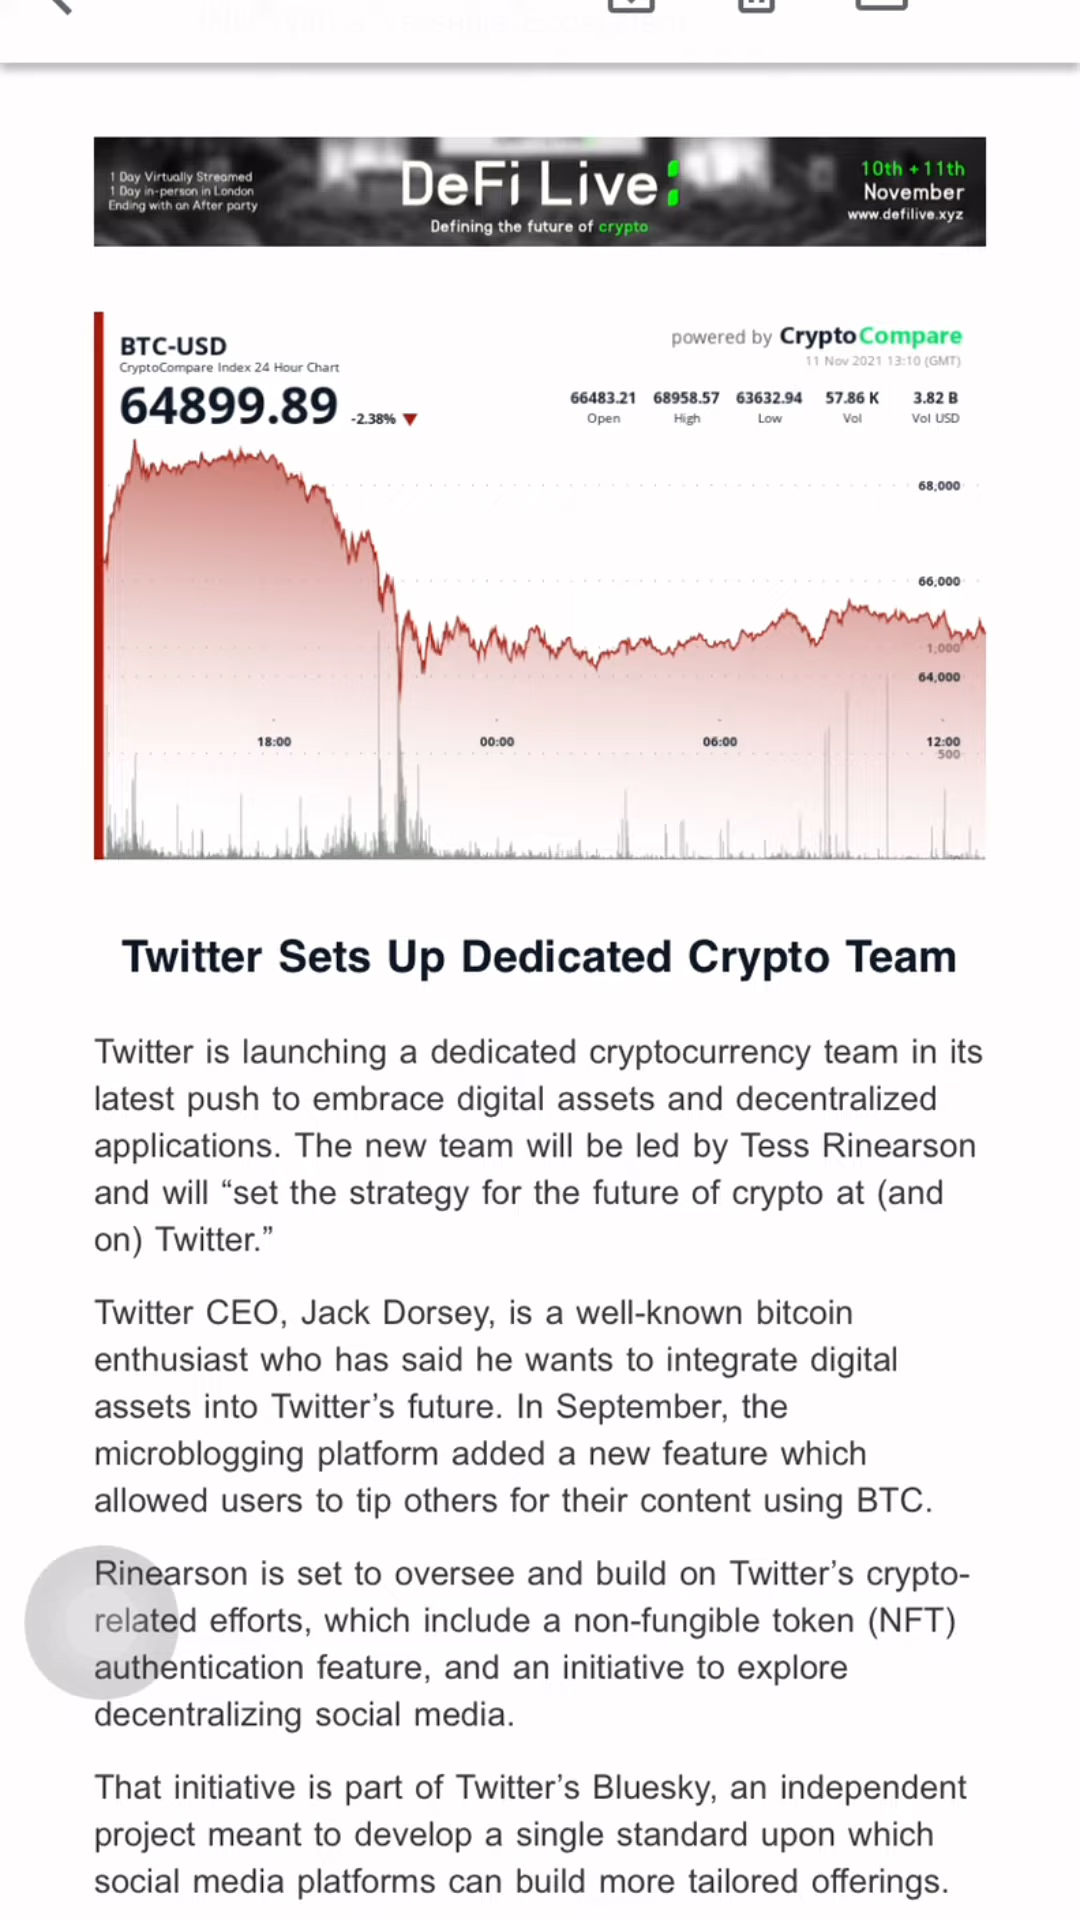 1 Day Virtually Streamed
1 Day in-person in London
Ending with an After party
DeFi Live:
Defining the future of crypto
10th + 11th
November
www.defilive.xyz
BTC-USD
CryptoCompare Index 24 Hour Chart
64899.89 -2.38% ▼
powered by CryptoCompare
11 Nov 2021 13:10 (GMT)
66483.21 68958.57 63632.94 57.86 K 3.82 B
Open High Low Vol Vol USD
68,000
66,000
1,000
64,000
18:00 00:00 06:00 12:00
500
Twitter Sets Up Dedicated Crypto Team
Twitter is launching a dedicated cryptocurrency team in its
latest push to embrace digital assets and decentralized
applications. The new team will be led by Tess Rinearson
and will “set the strategy for the future of crypto at (and
on) Twitter.”
Twitter CEO, Jack Dorsey, is a well-known bitcoin
enthusiast who has said he wants to integrate digital
assets into Twitter’s future. In September, the
microblogging platform added a new feature which
allowed users to tip others for their content using BTC.
Rinearson is set to oversee and build on Twitter’s crypto-
related efforts, which include a non-fungible token (NFT)
authentication feature, and an initiative to explore
decentralizing social media.
That initiative is part of Twitter’s Bluesky, an independent
project meant to develop a single standard upon which
social media platforms can build more tailored offerings.